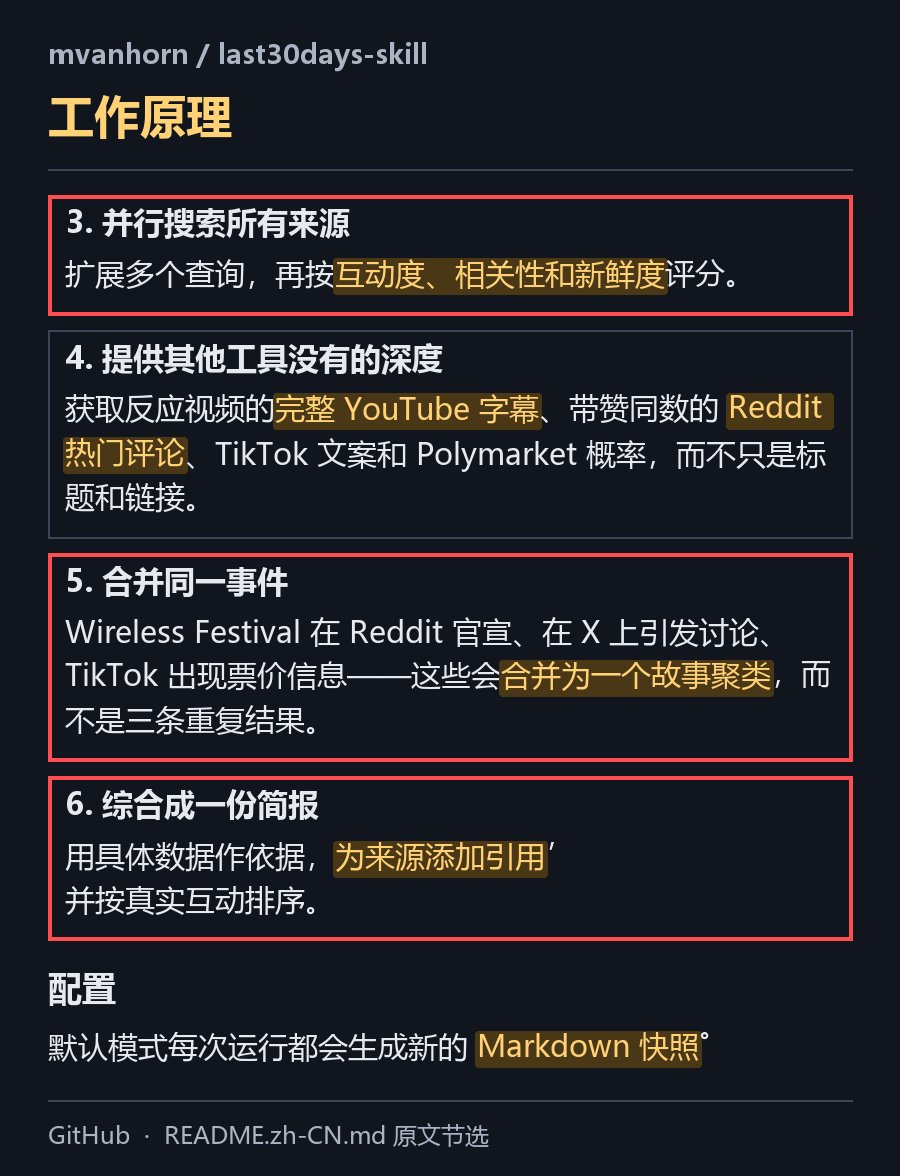 mvanhorn / last30days-skill
工作原理
3. 并行搜索所有来源
扩展多个查询，再按互动度、相关性和新鲜度评分。
4. 提供其他工具没有的深度
获取反应视频的完整 YouTube 字幕、带赞同数的 Reddit
热门评论、TikTok 文案和 Polymarket 概率，而不只是标
题和链接。
5. 合并同一事件
Wireless Festival 在 Reddit 官宣、在 X 上引发讨论、
TikTok 出现票价信息——这些会合并为一个故事聚类，而
不是三条重复结果。
6. 综合成一份简报
用具体数据作依据，为来源添加引用，
并按真实互动排序。
配置
默认模式每次运行都会生成新的 Markdown 快照。
GitHub · README.zh-CN.md 原文节选